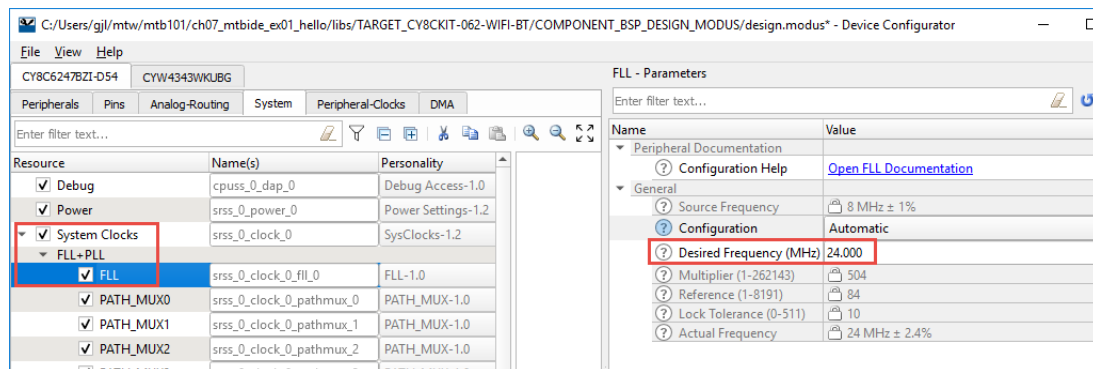 C:/Users/gjl/mtw/mtb101/ch07_mtbide_ex01_hello/libs/TARGET_CY8CKIT-062-WIFI-BT/COMPONENT_BSP_DESIGN_MODUS/design.modus* - Device Configurator
File View Help
CY8C6247BZI-D54 CYW4343WKUBG
Peripherals Pins Analog-Routing System Peripheral-Clocks DMA
Enter filter text...
Resource Name(s) Personality
Debug cpuss_0_dap_0 Debug Access-1.0
Power srss_0_power_0 Power Settings-1.2
System Clocks srss_0_clock_0 SysClocks-1.2
FLL+PLL
FLL srss_0_clock_0_fll_0 FLL-1.0
PATH_MUX0 srss_0_clock_0_pathmux_0 PATH_MUX-1.0
PATH_MUX1 srss_0_clock_0_pathmux_1 PATH_MUX-1.0
PATH_MUX2 srss_0_clock_0_pathmux_2 PATH_MUX-1.0
FLL - Parameters
Enter filter text...
Name Value
Peripheral Documentation
? Configuration Help Open FLL Documentation
General
? Source Frequency 8 MHz ± 1%
? Configuration Automatic
? Desired Frequency (MHz) 24.000
? Multiplier (1-262143) 504
? Reference (1-8191) 84
? Lock Tolerance (0-511) 10
? Actual Frequency 24 MHz ± 2.4%